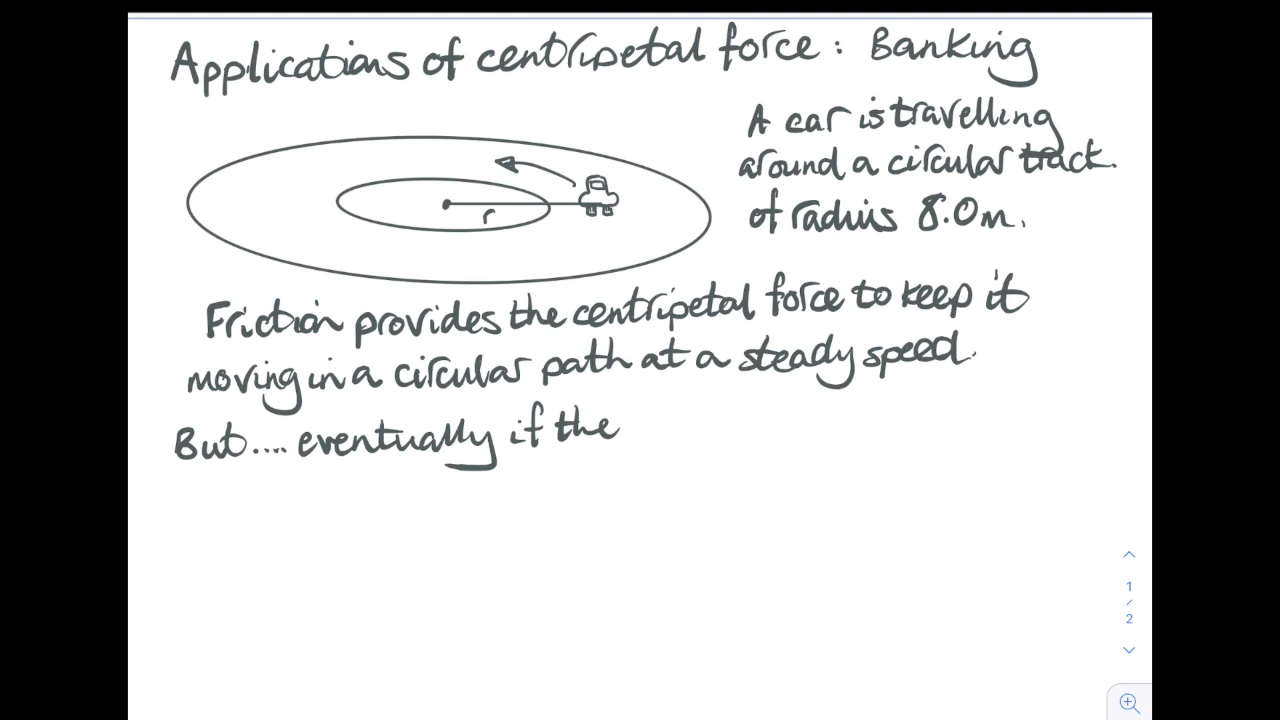 Applications of centripetal force: Banking
A car is travelling
around a circular track.
of radius 8.0m.
r
Friction provides the centripetal force to keep it
moving in a circular path at a steady speed.
But.... eventually if the
1
/
2